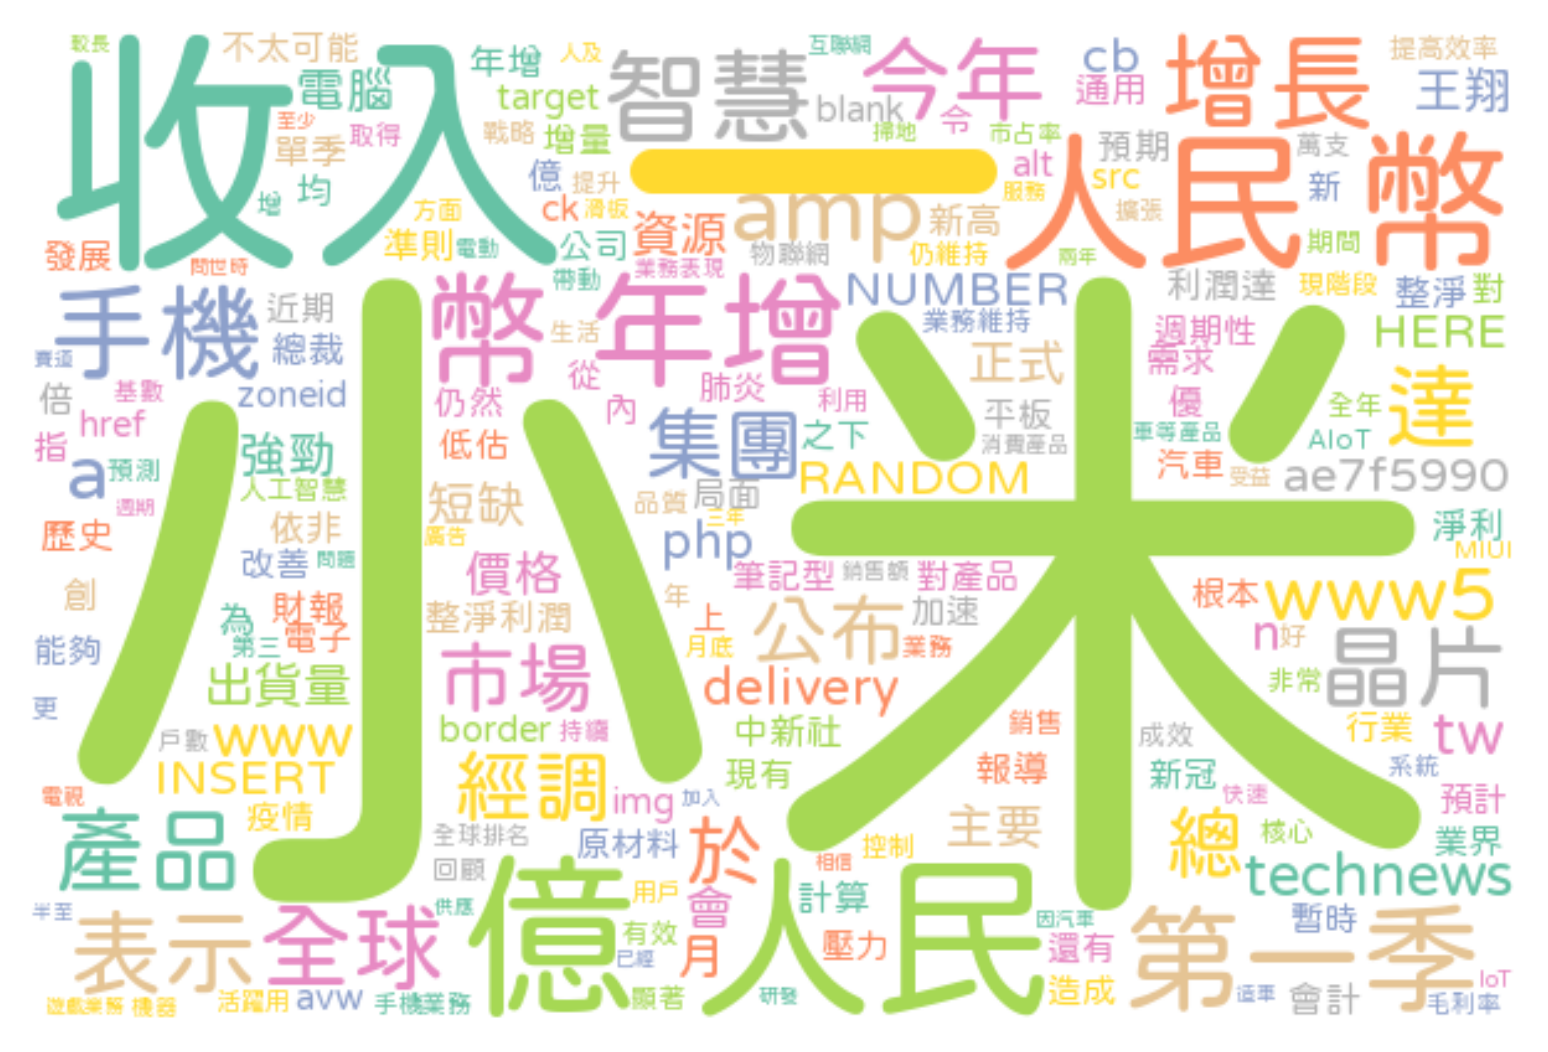 較長
不太可能
年增
人及
智慧
互聯網
今年
cb
增長
提高效率
收入
電腦
target
blank
通用
王翔
至少
取得
戰略
增量
掃地
令
市占率
預期
萬支
單季
一
alt
人民
幣
增
均
億
提升
src
新
方面
ck
滑板
資源
amp
新高
服務
擴張
發展
準則
電動
公司
物聯網
仍維持
兩年
期間
問世時
帶動
業務表現
手機
近期
幣
年增
NUMBER
利潤達
現階段
整淨
對
總裁
生活
業務維持
週期性
HERE
賣道
從
正式
需求
倍
基數
zoneid
仍然
內
肺炎
利用
平板
優
全年
達
href
指
強勁
低估
集團
之下
消費產品
車等產品
AIoT
a
預測
人工智慧
RANDOM
汽車
受益
ae7f5990
週期
短缺
品質
局面
小米
歷史
依非
廣告
三年
php
淨利
改善
問題
價格
筆記型
銷售額
對產品
MIUI
創
財報
整淨利潤
年
公布
加速
根本
www5
為
電子
上
能夠
第三
市場
月底
業務
n
好
晶片
出貨量
delivery
非常
更
戶數
www
border
持續
中新社
銷售
成效
行業
tw
INSERT
經調
現有
報導
新冠
系統
電視
img
加入
快速
預計
產品
疫情
全球排名
原材料
於
控制
主要
總
核心
業界
回顧
相信
technews
半至
表示
全球
供應
億
用戶
會
人民
計算
因汽車
第一季
暫時
有效
月
壓力
還有
已經
遊戲業務
機器
活躍用
avw
手機業務
顯著
研發
造成
造車
會計
毛利率
IoT